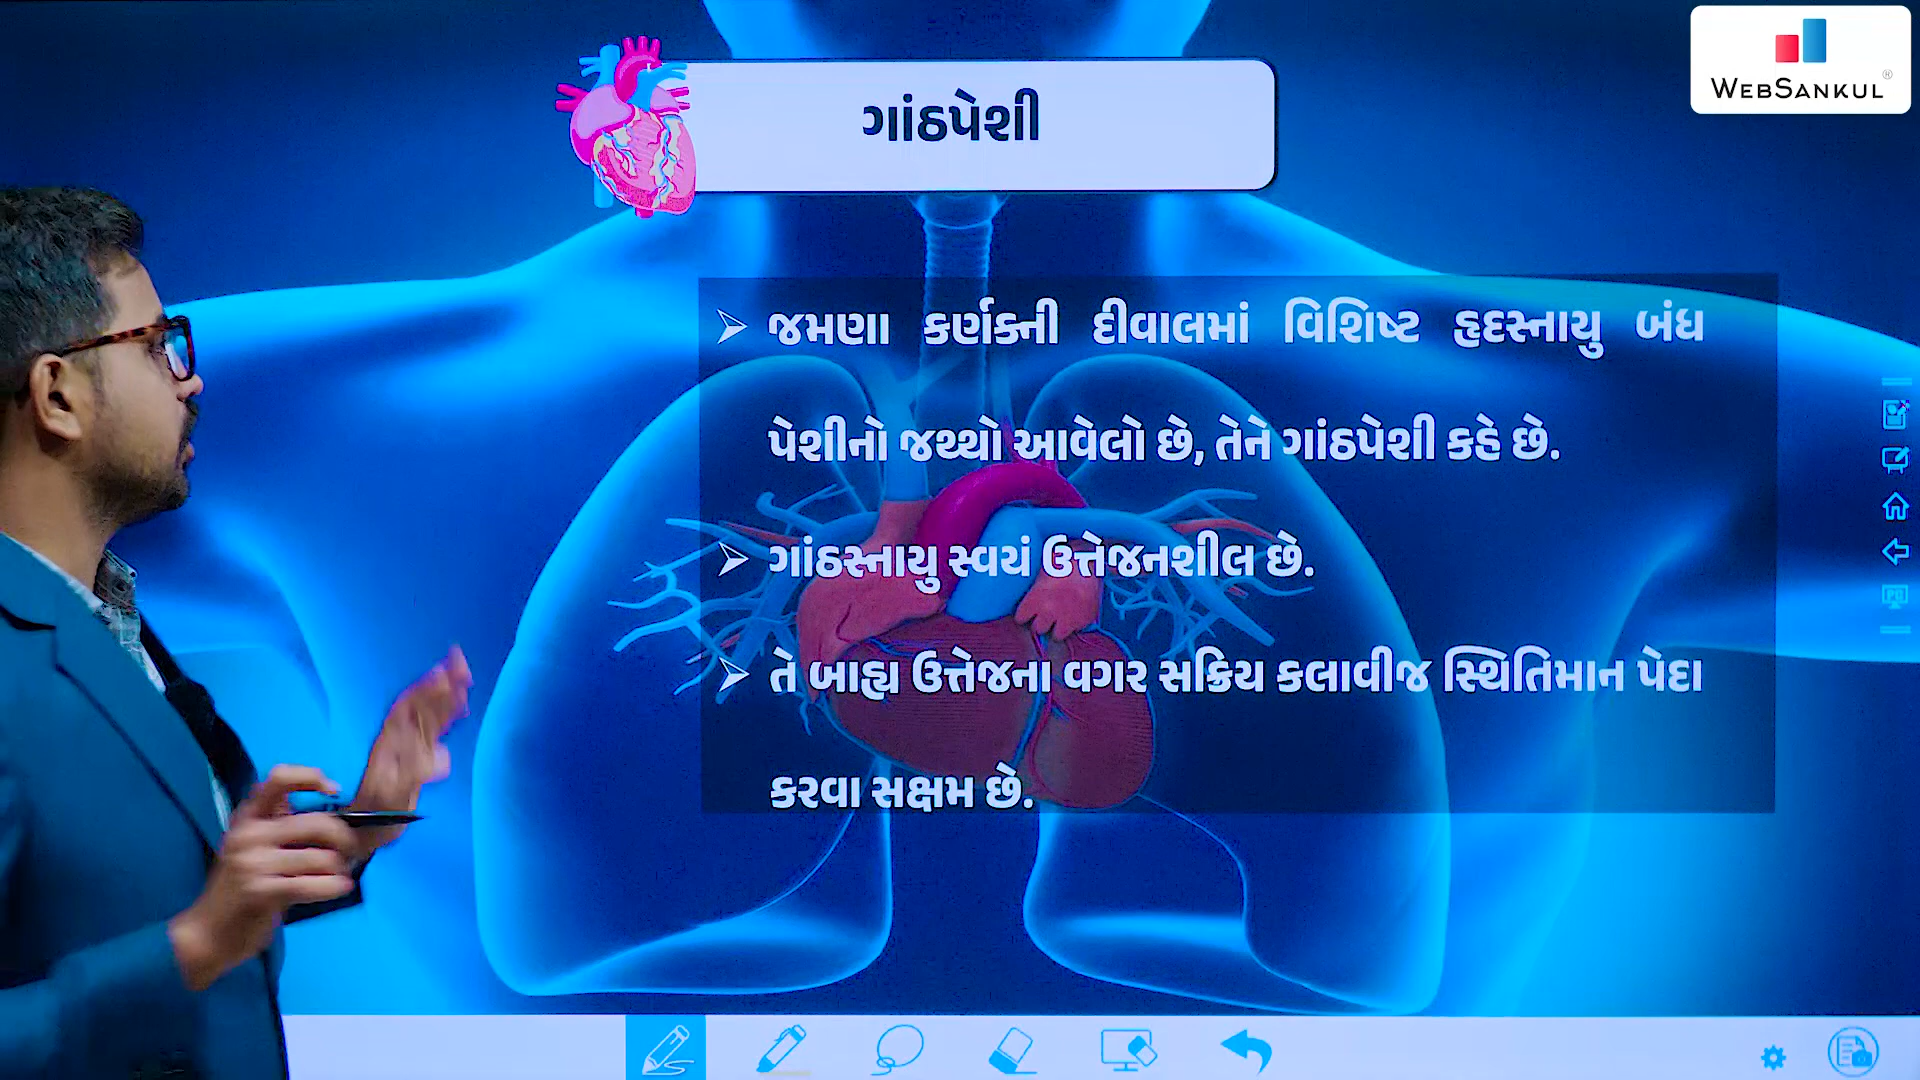 WEBSANKUL
ગાંઠપેશી
જમણા કર્ણકની દીવાલમાં વિશિષ્ટ હૃદસ્નાયુ બંધ
પેશીનો જથ્થો આવેલો છે, તેને ગાંઠપેશી કહે છે.
ગાંઠસ્નાયુ સ્વયં ઉત્તેજનશીલ છે.
તે બાહ્ય ઉત્તેજના વગર સક્રિય કલાવીજ સ્થિતિમાન પેદા
કરવા સક્ષમ છે.